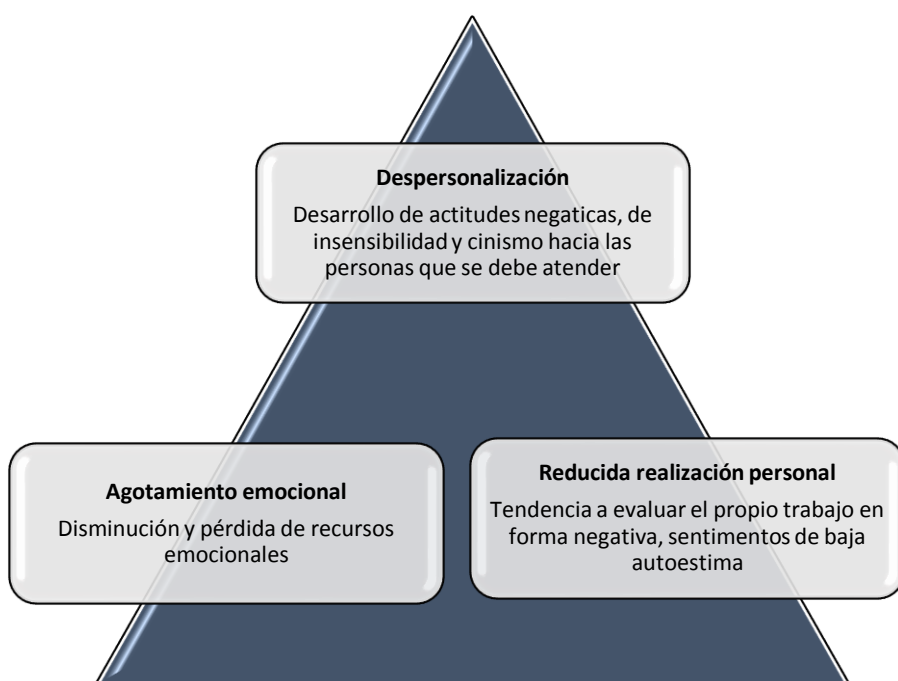 Despersonalización
Desarrollo de actitudes negaticas, de
insensibilidad y cinismo hacia las
personas que se debe atender
Agotamiento emocional
Disminución y pérdida de recursos
emocionales
Reducida realización personal
Tendencia a evaluar el propio trabajo en
forma negativa, sentimentos de baja
autoestima